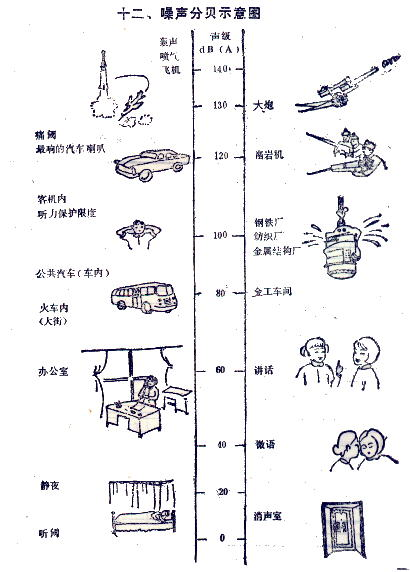 十二、噪声分贝示意图
声级
dB(A)
喷气
飞机
140
130
大炮
痛阈
最响的汽车喇叭
120
凿岩机
客机内
听力保护限度
100
钢铁厂
纺织厂
金属结构厂
公共汽车(车内)
80
金工车间
火车内
(大街)
办公室
60
讲话
40
微语
静夜
20
消声室
听阈
0